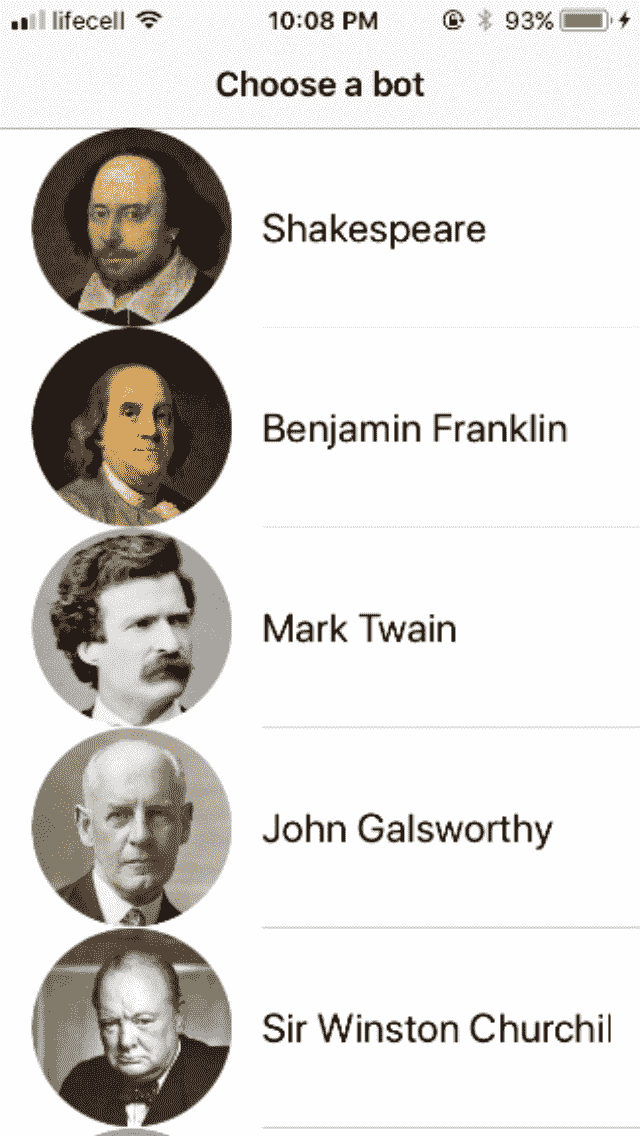 lifecell 10:08 PM 93%
Choose a bot
Shakespeare
Benjamin Franklin
Mark Twain
John Galsworthy
Sir Winston Churchil